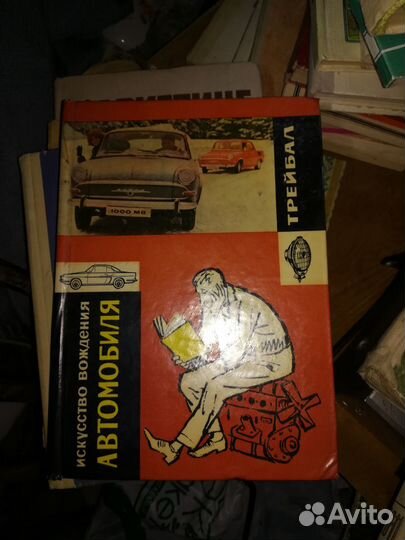 1000 MB
ТРЕЙБАЛ
ИСКУССТВО ВОЖДЕНИЯ
АВТОМОБИЛЯ
Avito